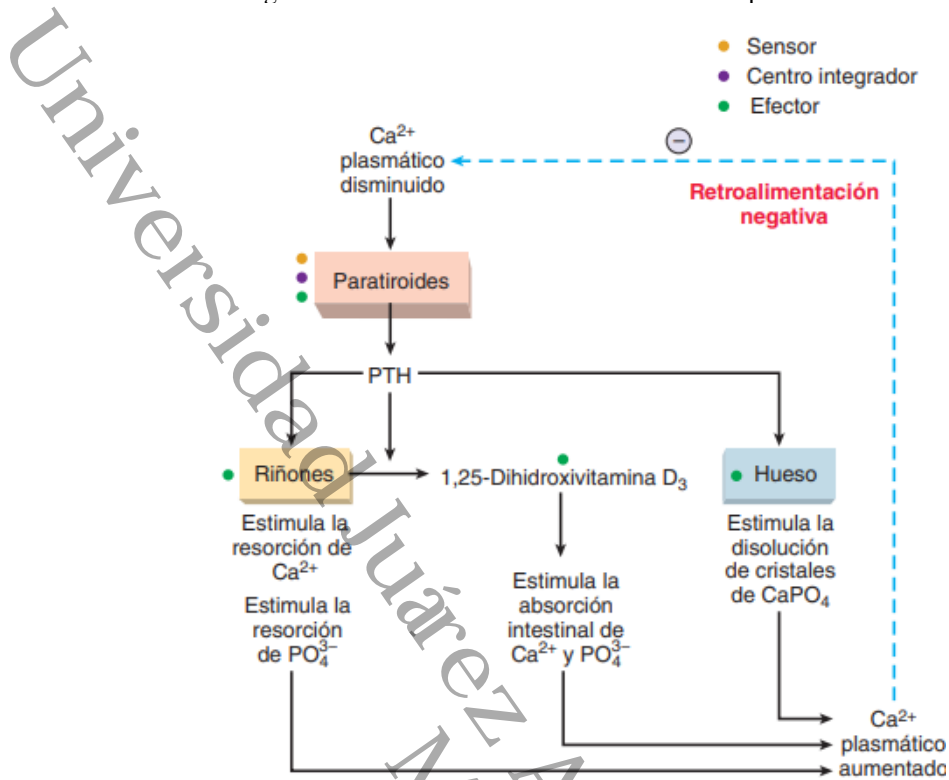 Sensor
Centro integrador
Efector
Ca²⁺
plasmático
disminuido
−
Retroalimentación
negativa
Paratiroides
PTH
Riñones
1,25-Dihidroxivitamina D₃
Hueso
Estimula la
resorción de
Ca²⁺
Estimula la
resorción
de PO₄³⁻
Estimula la
absorción
intestinal de
Ca²⁺ y PO₄³⁻
Estimula la
disolución
de cristales
de CaPO₄
Ca²⁺
plasmático
aumentado
Universidad Juárez